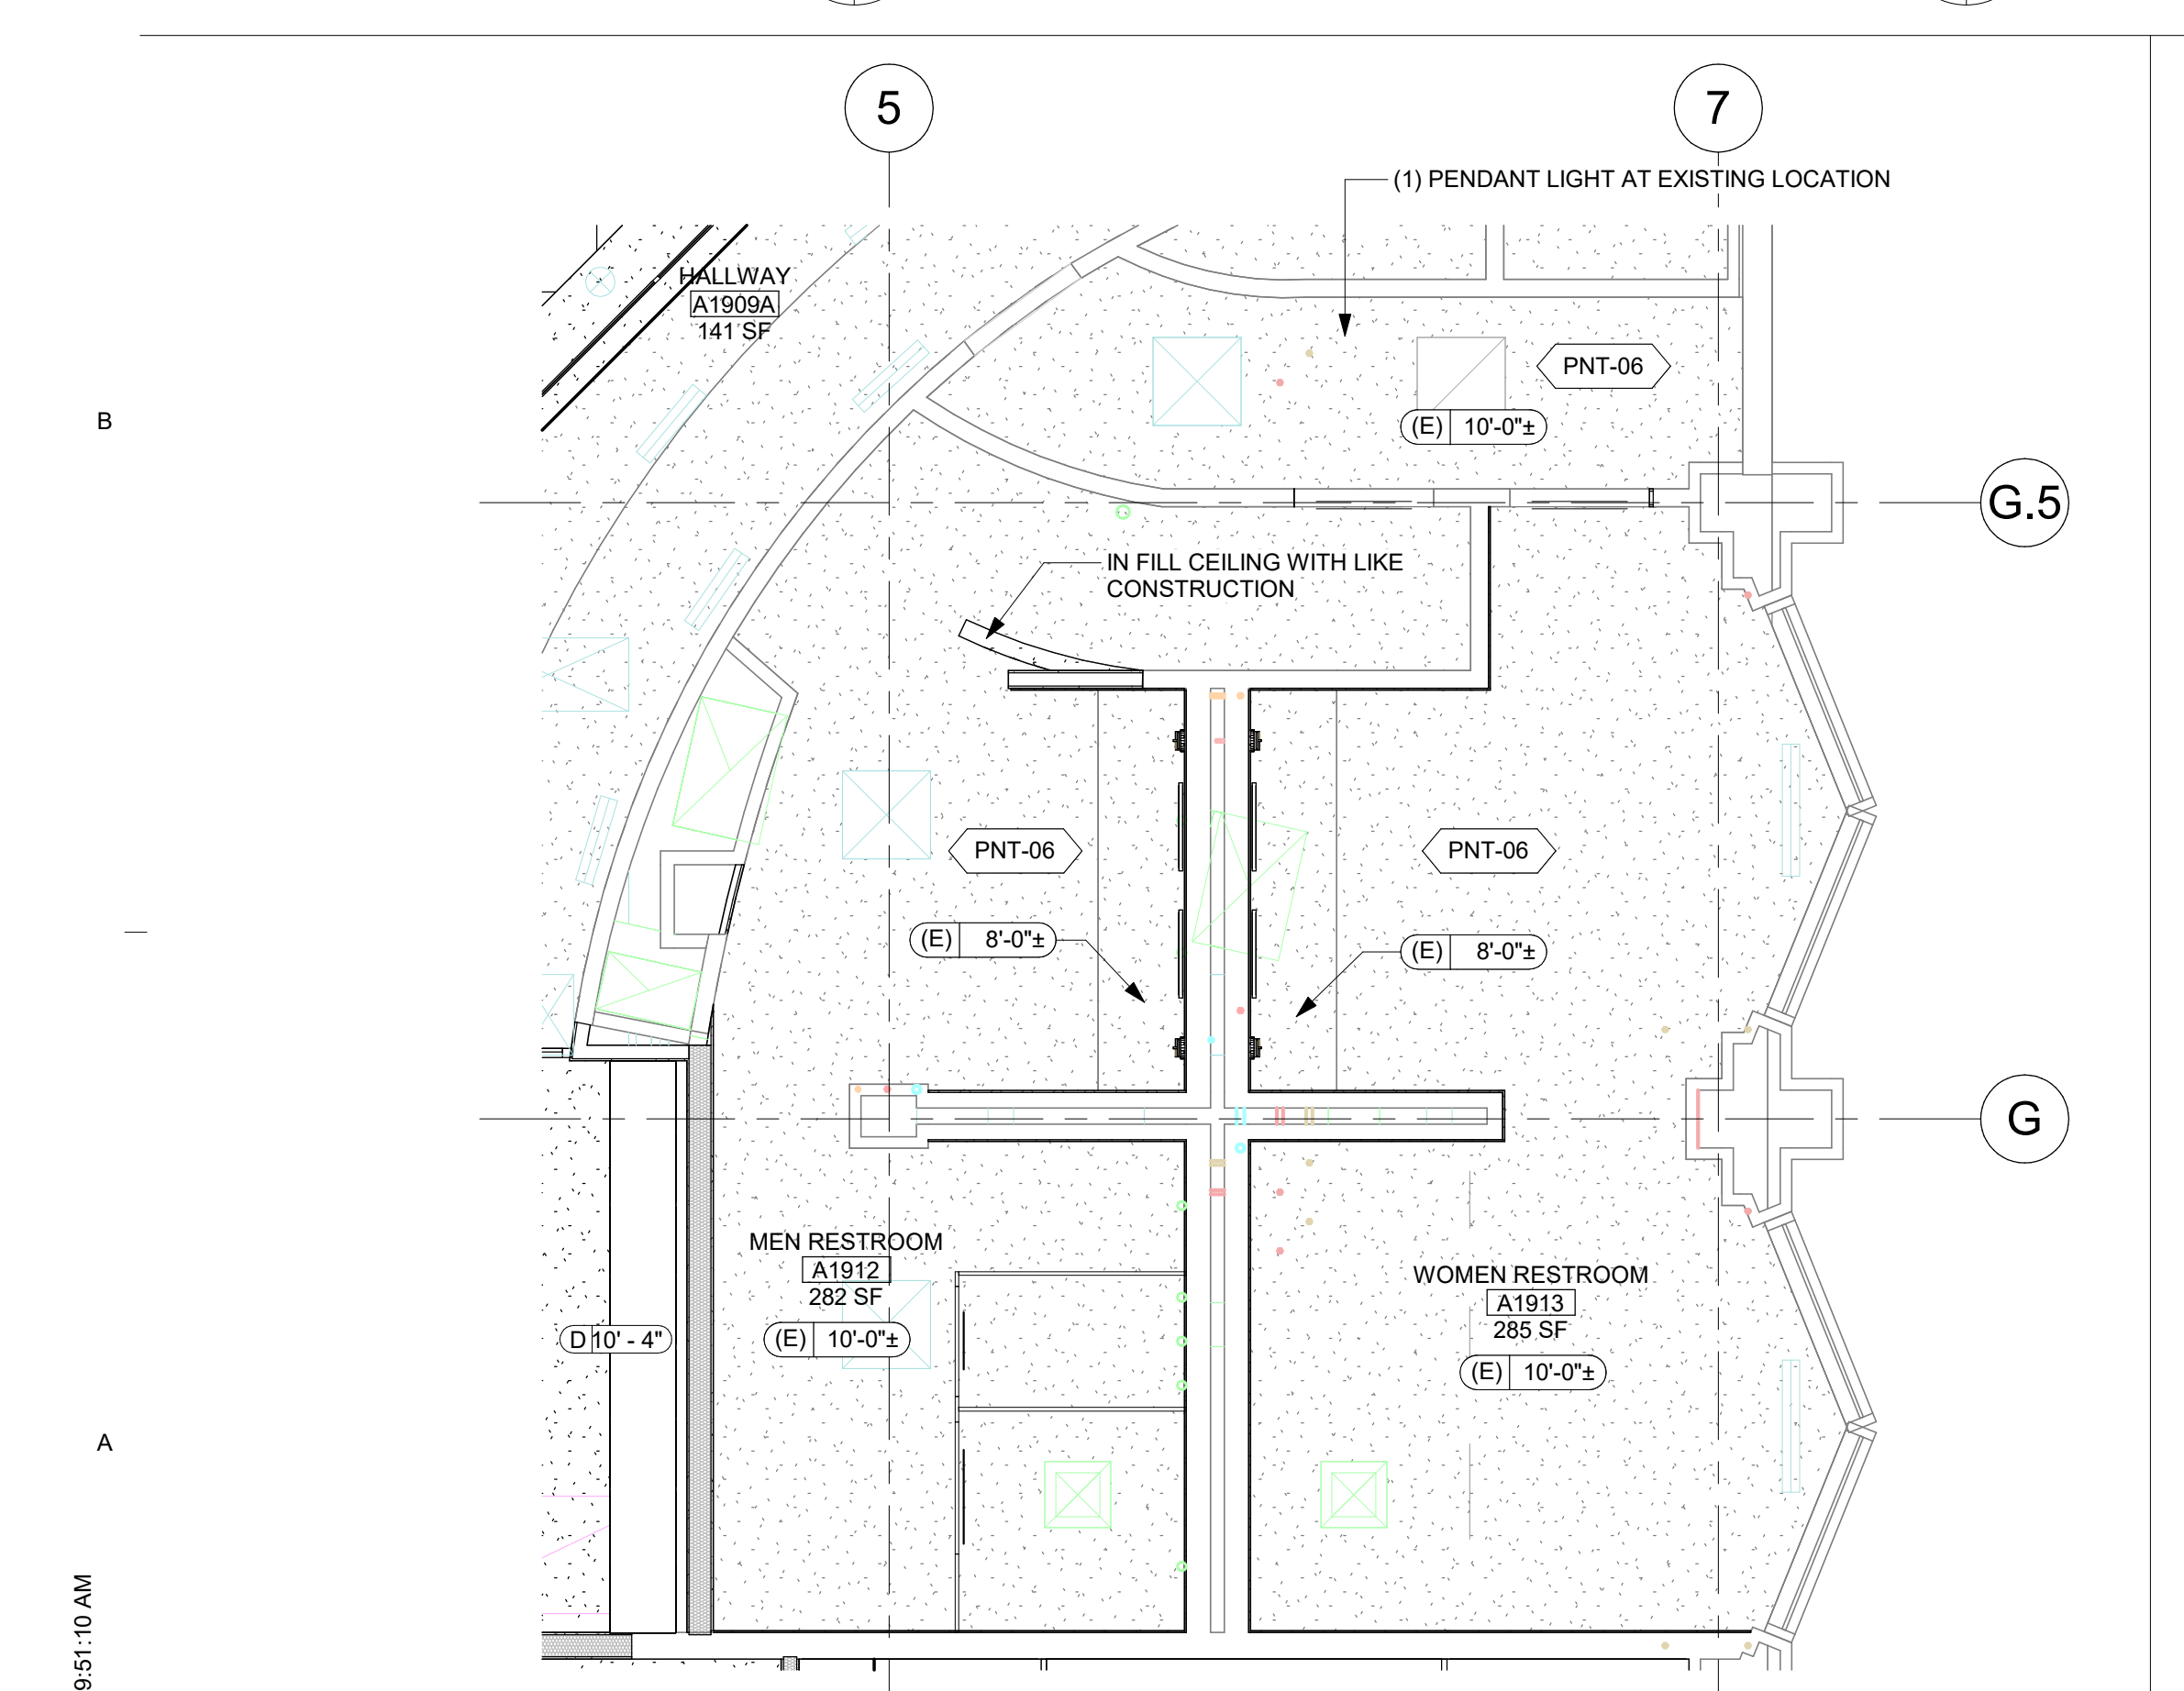 5
7
(1) PENDANT LIGHT AT EXISTING LOCATION
HALLWAY
A1909A
141 SF
PNT-06
B
(E) 10'-0"±
G.5
IN FILL CEILING WITH LIKE
CONSTRUCTION
PNT-06
PNT-06
(E) 8'-0"±
(E) 8'-0"±
G
MEN RESTROOM
A1912
282 SF
(E) 10'-0"±
WOMEN RESTROOM
A1913
285 SF
(E) 10'-0"±
D 10' - 4"
A
9:51:10 AM